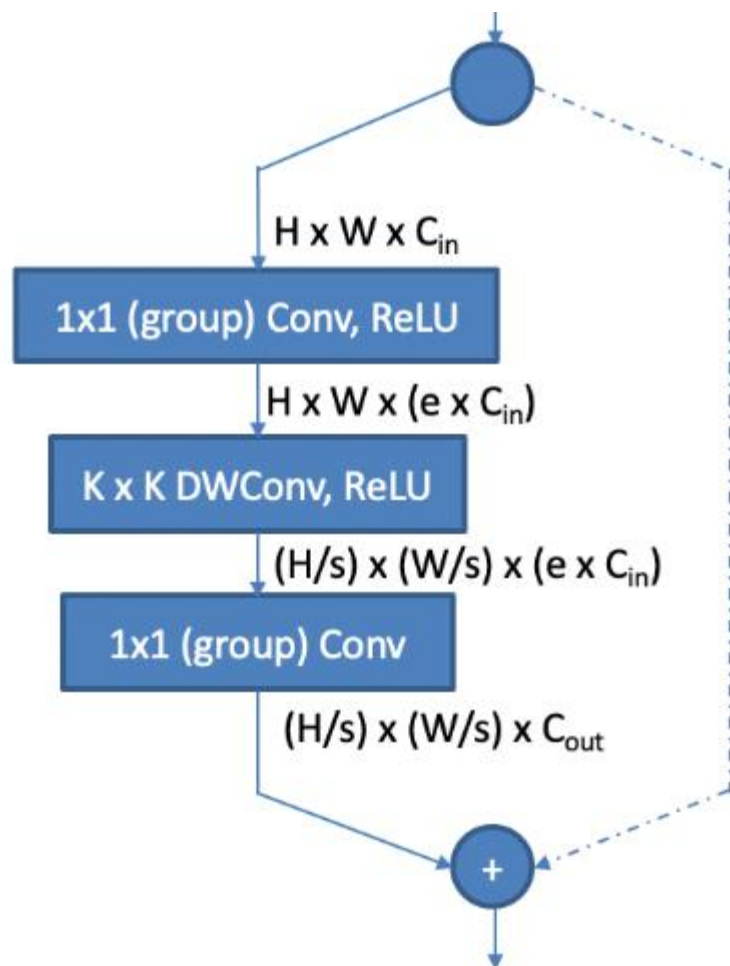 H x W x Cin
1x1 (group) Conv, ReLU
H x W x (e x Cin)
K x K DWConv, ReLU
(H/s) x (W/s) x (e x Cin)
1x1 (group) Conv
(H/s) x (W/s) x Cout
+